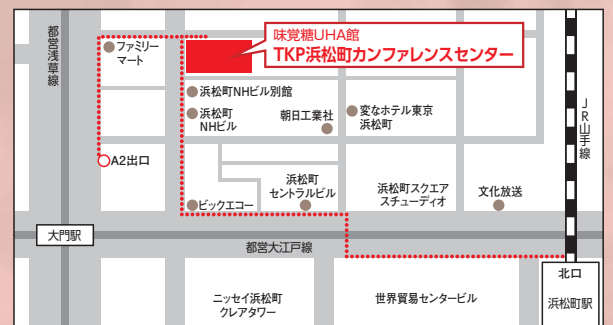 都営浅草線
ファミリー
マート
味覚糖UHA館
TKP浜松町カンファレンスセンター
浜松町NHビル別館
浜松町
NHビル
朝日工業社
変なホテル東京
浜松町
JR山手線
A2出口
浜松町
セントラルビル
浜松町スクエア
スチューディオ
文化放送
ビックエコー
大門駅
都営大江戸線
北口
浜松町駅
ニッセイ浜松町
クレアタワー
世界貿易センタービル